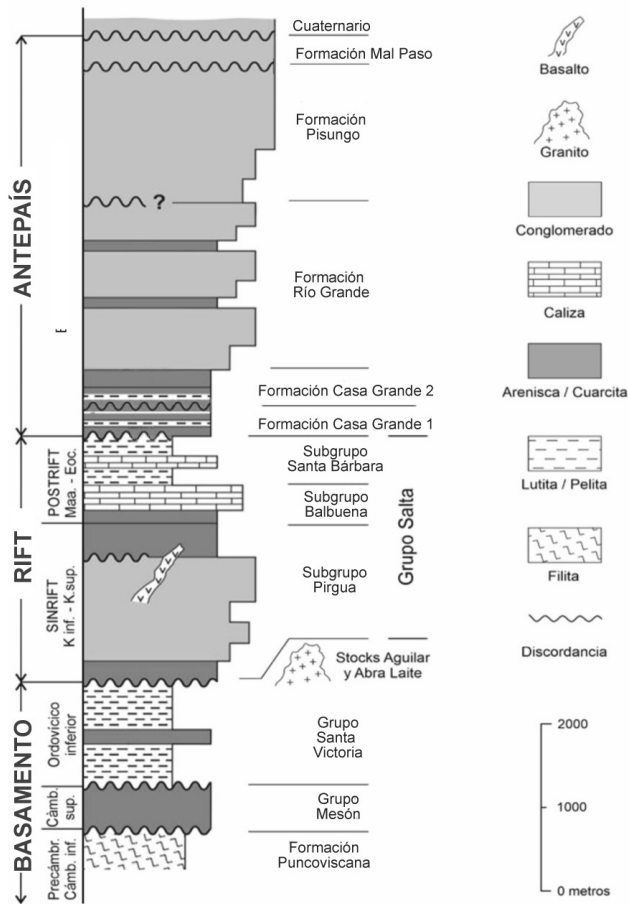 Cuaternario
Formación Mal Paso
Formación
Pisungo
?
Formación
Río Grande
E
Formación Casa Grande 2
Formación Casa Grande 1
Subgrupo
Santa Bárbara
Subgrupo
Balbuena
Subgrupo
Pirgua
Grupo Salta
Stocks Aguilar
y Abra Laite
Grupo
Santa
Victoria
Grupo
Mesón
Formación
Puncoviscana
ANTEPAÍS
RIFT
POSTRIFT
Maa. - Eoc.
SINRIFT
K inf. - K.sup.
BASAMENTO
Ordovícico
inferior
Cámb.
sup.
Precámbr.
Cámb. inf.
Basalto
Granito
Conglomerado
Caliza
Arenisca / Cuarcita
Lutita / Pelita
Filita
Discordancia
2000
1000
0 metros